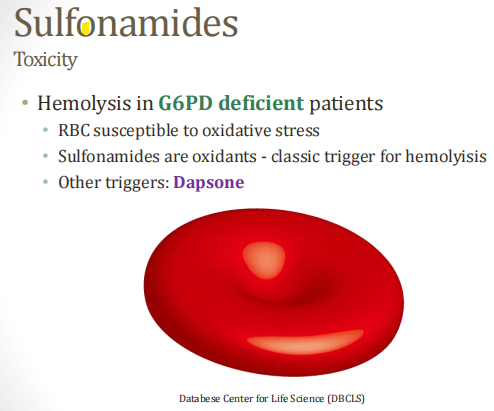 Sulfonamides
Toxicity
• Hemolysis in G6PD deficient patients
• RBC susceptible to oxidative stress
• Sulfonamides are oxidants - classic trigger for hemolyisis
• Other triggers: Dapsone
Databese Center for Life Science (DBCLS)